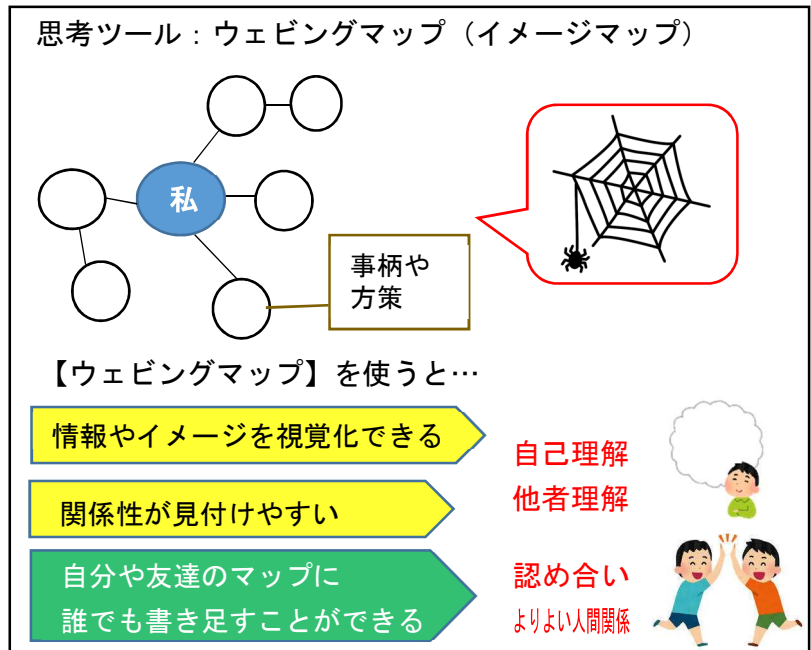 思考ツール：ウェビングマップ（イメージマップ）
私
事柄や
方策
【ウェビングマップ】を使うと…
情報やイメージを視覚化できる
関係性が見付けやすい
自分や友達のマップに
誰でも書き足すことができる
自己理解
他者理解
認め合い
よりよい人間関係